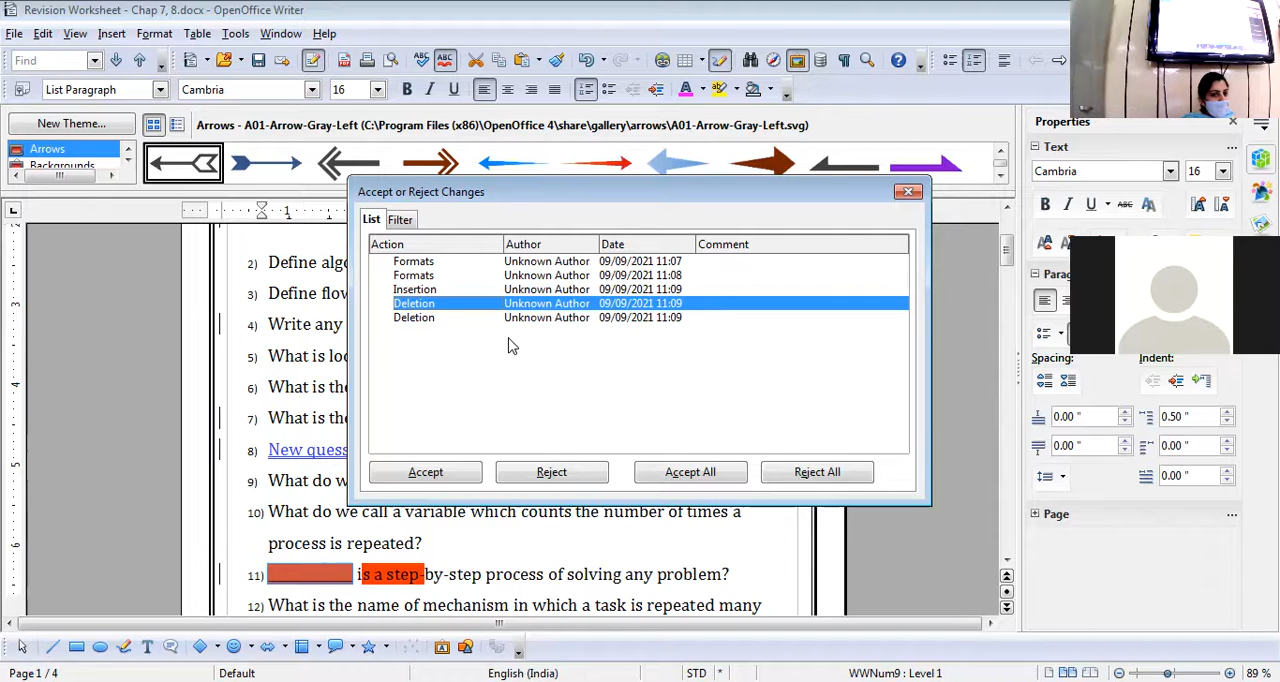 Revision Worksheet - Chap 7, 8.docx - OpenOffice Writer
File Edit View Insert Format Table Tools Window Help
Find
List Paragraph Cambria 16
New Theme... Arrows - A01-Arrow-Gray-Left (C:\Program Files (x86)\OpenOffice 4\share\gallery\arrows\A01-Arrow-Gray-Left.svg)
Arrows
Backgrounds
Properties
Text
Cambria 16
Accept or Reject Changes
List Filter
Action Author Date Comment
Formats Unknown Author 09/09/2021 11:07
Formats Unknown Author 09/09/2021 11:08
Insertion Unknown Author 09/09/2021 11:09
Deletion Unknown Author 09/09/2021 11:09
Deletion Unknown Author 09/09/2021 11:09
Accept Reject Accept All Reject All
2) Define algo
3) Define flov
4) Write any
5) What is loo
6) What is the
7) What is the
8) New quess
9) What do w
10) What do we call a variable which counts the number of times a
process is repeated?
11) is a step-by-step process of solving any problem?
12) What is the name of mechanism in which a task is repeated many
Parag
Spacing: Indent:
0.00 " 0.50 "
0.00 " 0.00 "
0.00 "
Page
Page 1 / 4 Default English (India) STD * WWNum9 : Level 1 89 %